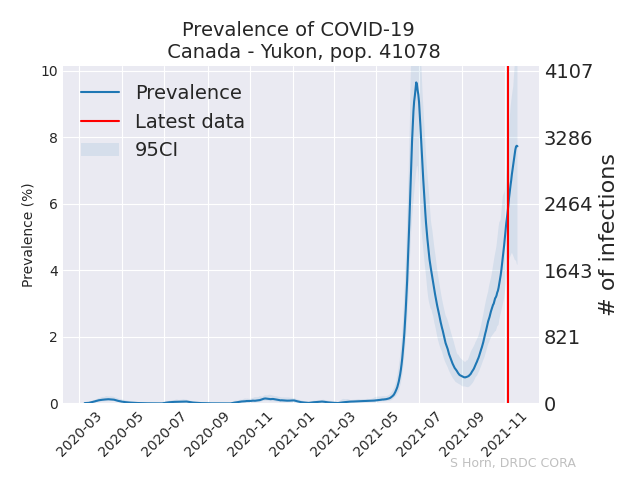 Prevalence of COVID-19
Canada - Yukon, pop. 41078
Prevalence
Latest data
95CI
Prevalence (%)
10
8
6
4
2
0
4107
3286
2464
1643
821
0
# of infections
2020-03
2020-05
2020-07
2020-09
2020-11
2021-01
2021-03
2021-05
2021-07
2021-09
2021-11
S Horn, DRDC CORA